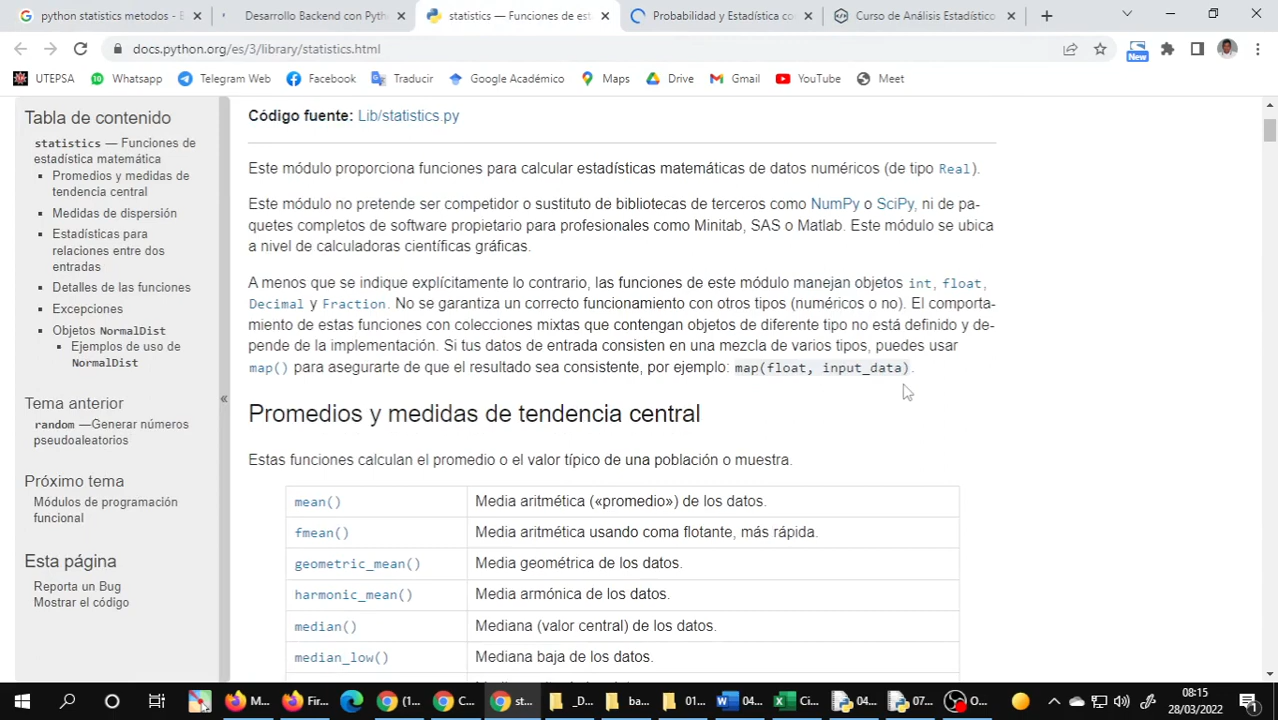 python statistics metodos - E
Desarrollo Backend con Pyth
statistics — Funciones de est
Probabilidad y Estadística co
Curso de Análisis Estadístico
docs.python.org/es/3/library/statistics.html
New
UTEPSA
Whatsapp
Telegram Web
Facebook
Traducir
Google Académico
Maps
Drive
Gmail
YouTube
Meet
Tabla de contenido
statistics — Funciones de
estadística matemática
Promedios y medidas de
tendencia central
Medidas de dispersión
Estadísticas para
relaciones entre dos
entradas
Detalles de las funciones
Excepciones
Objetos NormalDist
Ejemplos de uso de
NormalDist
Tema anterior
random —Generar números
pseudoaleatorios
Próximo tema
Módulos de programación
funcional
Esta página
Reporta un Bug
Mostrar el código
«
Código fuente: Lib/statistics.py
Este módulo proporciona funciones para calcular estadísticas matemáticas de datos numéricos (de tipo Real).
Este módulo no pretende ser competidor o sustituto de bibliotecas de terceros como NumPy o SciPy, ni de pa-
quetes completos de software propietario para profesionales como Minitab, SAS o Matlab. Este módulo se ubica
a nivel de calculadoras científicas gráficas.
A menos que se indique explícitamente lo contrario, las funciones de este módulo manejan objetos int, float,
Decimal y Fraction. No se garantiza un correcto funcionamiento con otros tipos (numéricos o no). El comporta-
miento de estas funciones con colecciones mixtas que contengan objetos de diferente tipo no está definido y de-
pende de la implementación. Si tus datos de entrada consisten en una mezcla de varios tipos, puedes usar
map() para asegurarte de que el resultado sea consistente, por ejemplo: map(float, input_data).
Promedios y medidas de tendencia central
Estas funciones calculan el promedio o el valor típico de una población o muestra.
mean() Media aritmética («promedio») de los datos.
fmean() Media aritmética usando coma flotante, más rápida.
geometric_mean() Media geométrica de los datos.
harmonic_mean() Media armónica de los datos.
median() Mediana (valor central) de los datos.
median_low() Mediana baja de los datos.
M...
Fir...
(1...
C...
st...
_D...
ba...
01...
04...
Ci...
04...
07...
O...
08:15
28/03/2022
1